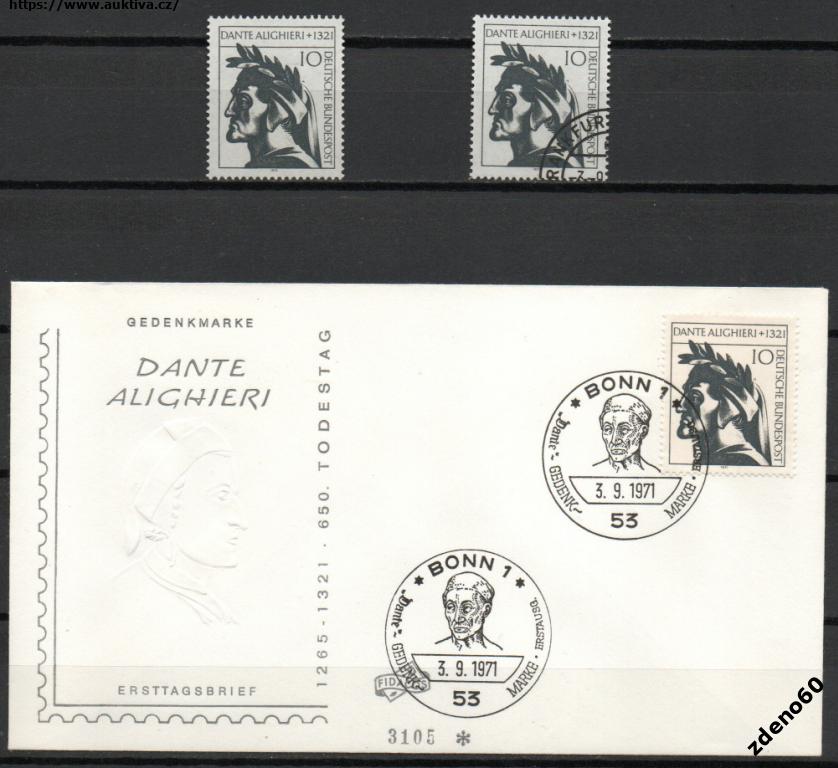 https://www.auktiva.cz/
DANTE ALIGHIERI +1321
10
DEUTSCHE BUNDESPOST
DANTE ALIGHIERI +1321
10
DEUTSCHE BUNDESPOST
RANKFUR
GEDENKMARKE
DANTE
ALIGHIERI
1265-1321 · 650. TODESTAG
ERSTTAGSBRIEF
DANTE ALIGHIERI +1321
10
DEUTSCHE BUNDESPOST
* BONN 1 *
„Dante"- GEDENK-
MARKE · ERSTAUSG.
3. 9. 1971
53
* BONN 1 *
„Dante"- GEDENK-
MARKE · ERSTAUSG.
3. 9. 1971
53
3105 *
zdeno60